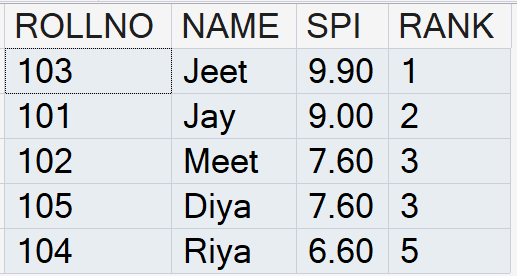 ROLLNO NAME SPI RANK
103 Jeet 9.90 1
101 Jay 9.00 2
102 Meet 7.60 3
105 Diya 7.60 3
104 Riya 6.60 5